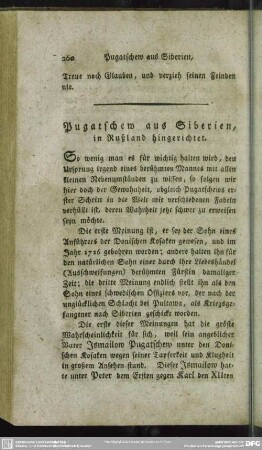 260 Pugatschew aus Siberien,
Treue noch Glauben, und verzieh seinen Feinden
nie.
Pugatschew aus Siberien,
in Rußland hingerichtet.
So wenig man es für wichtig halten wird, den
Ursprung irgend eines berühmten Mannes mit allen
kleinen Nebenumständen zu wissen, so folgen wir
hier doch der Gewohnheit, obgleich Pugatschews er-
ster Schritt in die Welt mit verschiedenen Fabeln
verhüllt ist, deren Wahrheit jetzt schwer zu erweisen
seyn möchte.
Die erste Meinung ist, er sey der Sohn eines
Anführers der Donischen Kosaken gewesen, und im
Jahr 1726 gebohren worden; andere halten ihn für
den natürlichen Sohn einer durch ihre Liebeshändel
(Ausschweifungen) berühmten Fürstin damaliger
Zeit; die dritte Meinung endlich stellt ihn als den
Sohn eines schwedischen Offiziers vor, der nach der
unglücklichen Schlacht bei Pultawa, als Kriegsge-
fangener nach Siberien geschickt worden.
Die erste dieser Meinungen hat die größte
Wahrscheinlichkeit für sich, weil sein angeblicher
Vater Ismailow Pugatschew unter den Doni-
schen Kosaken wegen seiner Tapferkeit und Klugheit
in großem Ansehen stand. Dieser Ismailow hat-
te unter Peter dem Ersten gegen Karl den XIIten